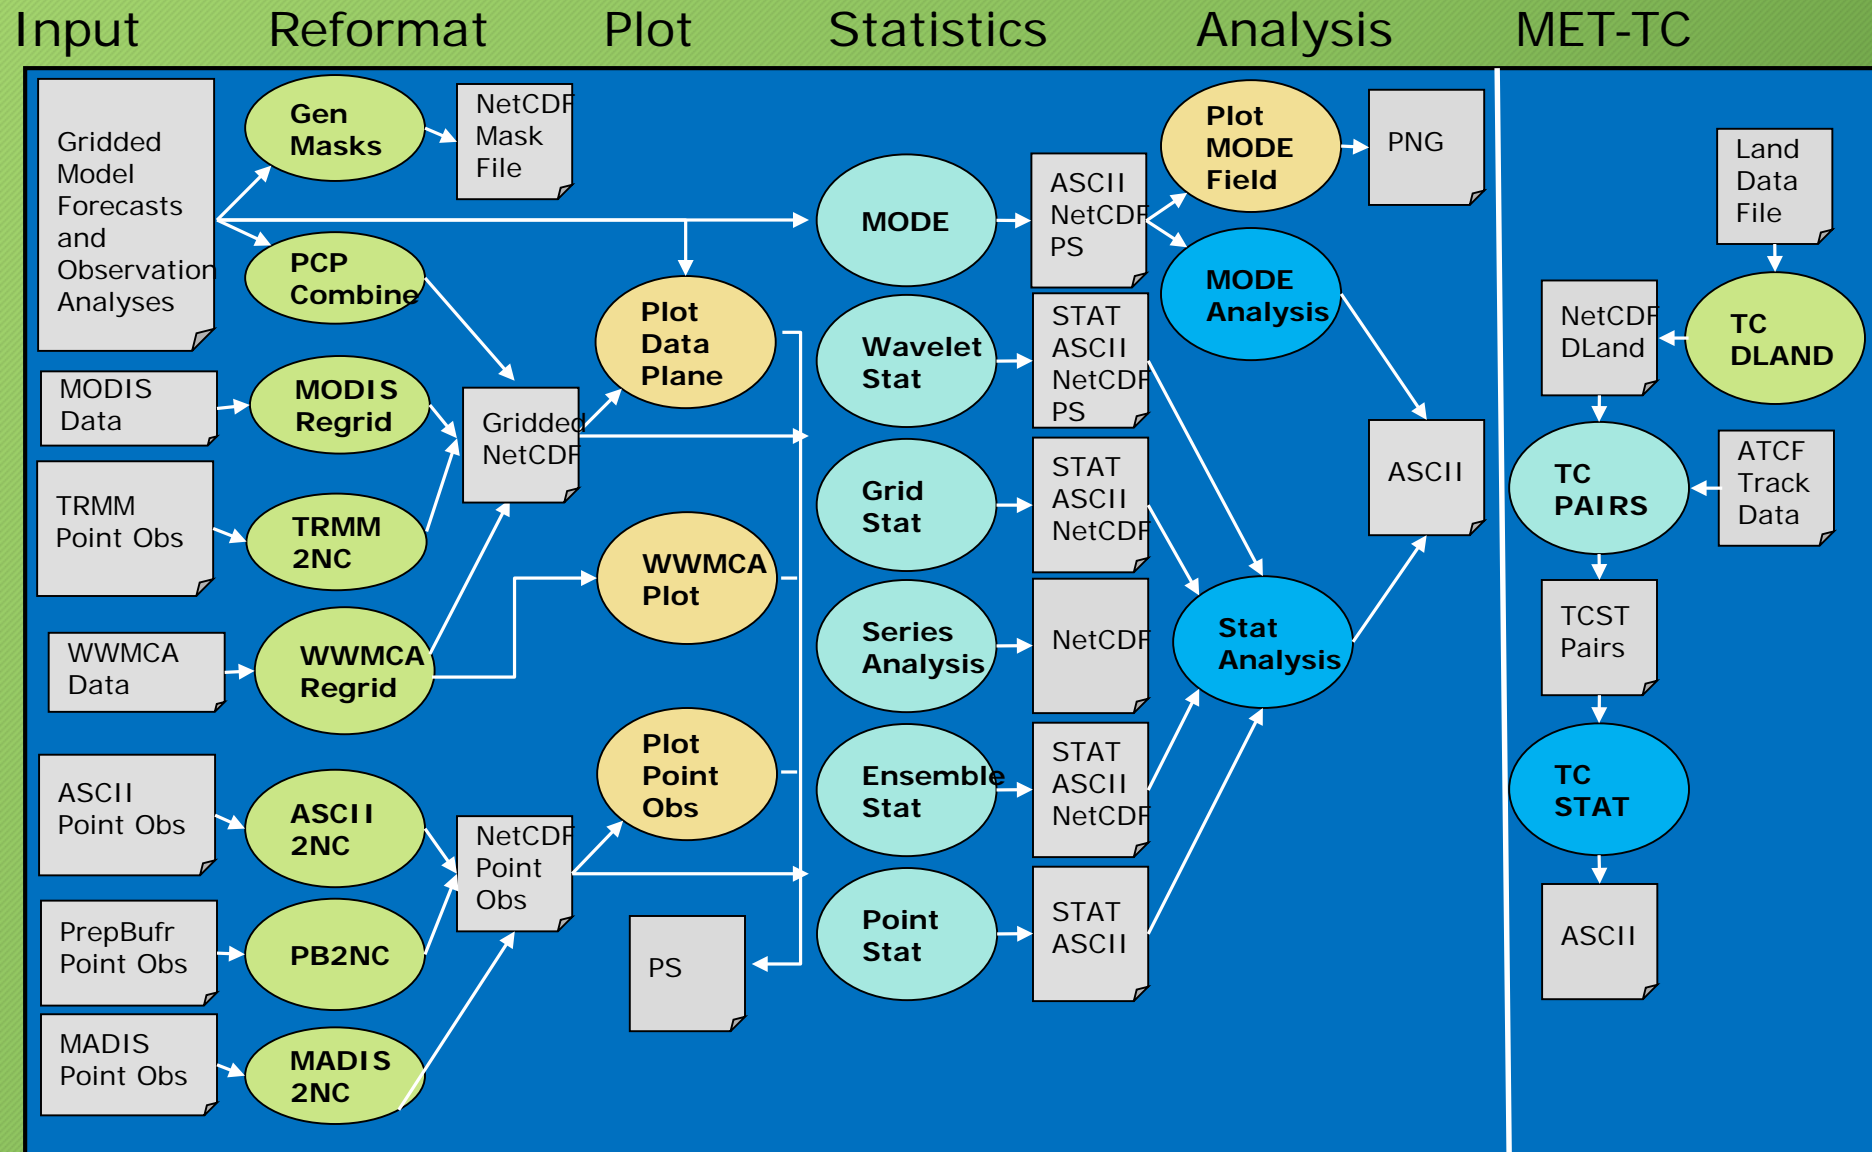 Input
Reformat
Plot
Statistics
Analysis
MET-TC
Gridded
Model
Forecasts
and
Observation
Analyses
MODIS
Data
TRMM
Point Obs
WWMCA
Data
ASCII
Point Obs
PrepBufr
Point Obs
MADIS
Point Obs
Gen
Masks
PCP
Combine
MODIS
Regrid
TRMM
2NC
WWMCA
Regrid
ASCII
2NC
PB2NC
MADIS
2NC
NetCDF
Mask
File
Gridded
NetCDF
NetCDF
Point
Obs
Plot
Data
Plane
WWMCA
Plot
Plot
Point
Obs
PS
MODE
Wavelet
Stat
Grid
Stat
Series
Analysis
Ensemble
Stat
Point
Stat
ASCII
NetCDF
PS
STAT
ASCII
NetCDF
PS
STAT
ASCII
NetCDF
NetCDF
STAT
ASCII
NetCDF
STAT
ASCII
Plot
MODE
Field
MODE
Analysis
Stat
Analysis
PNG
ASCII
Land
Data
File
NetCDF
DLand
TC
DLAND
TC
PAIRS
ATCF
Track
Data
TCST
Pairs
TC
STAT
ASCII